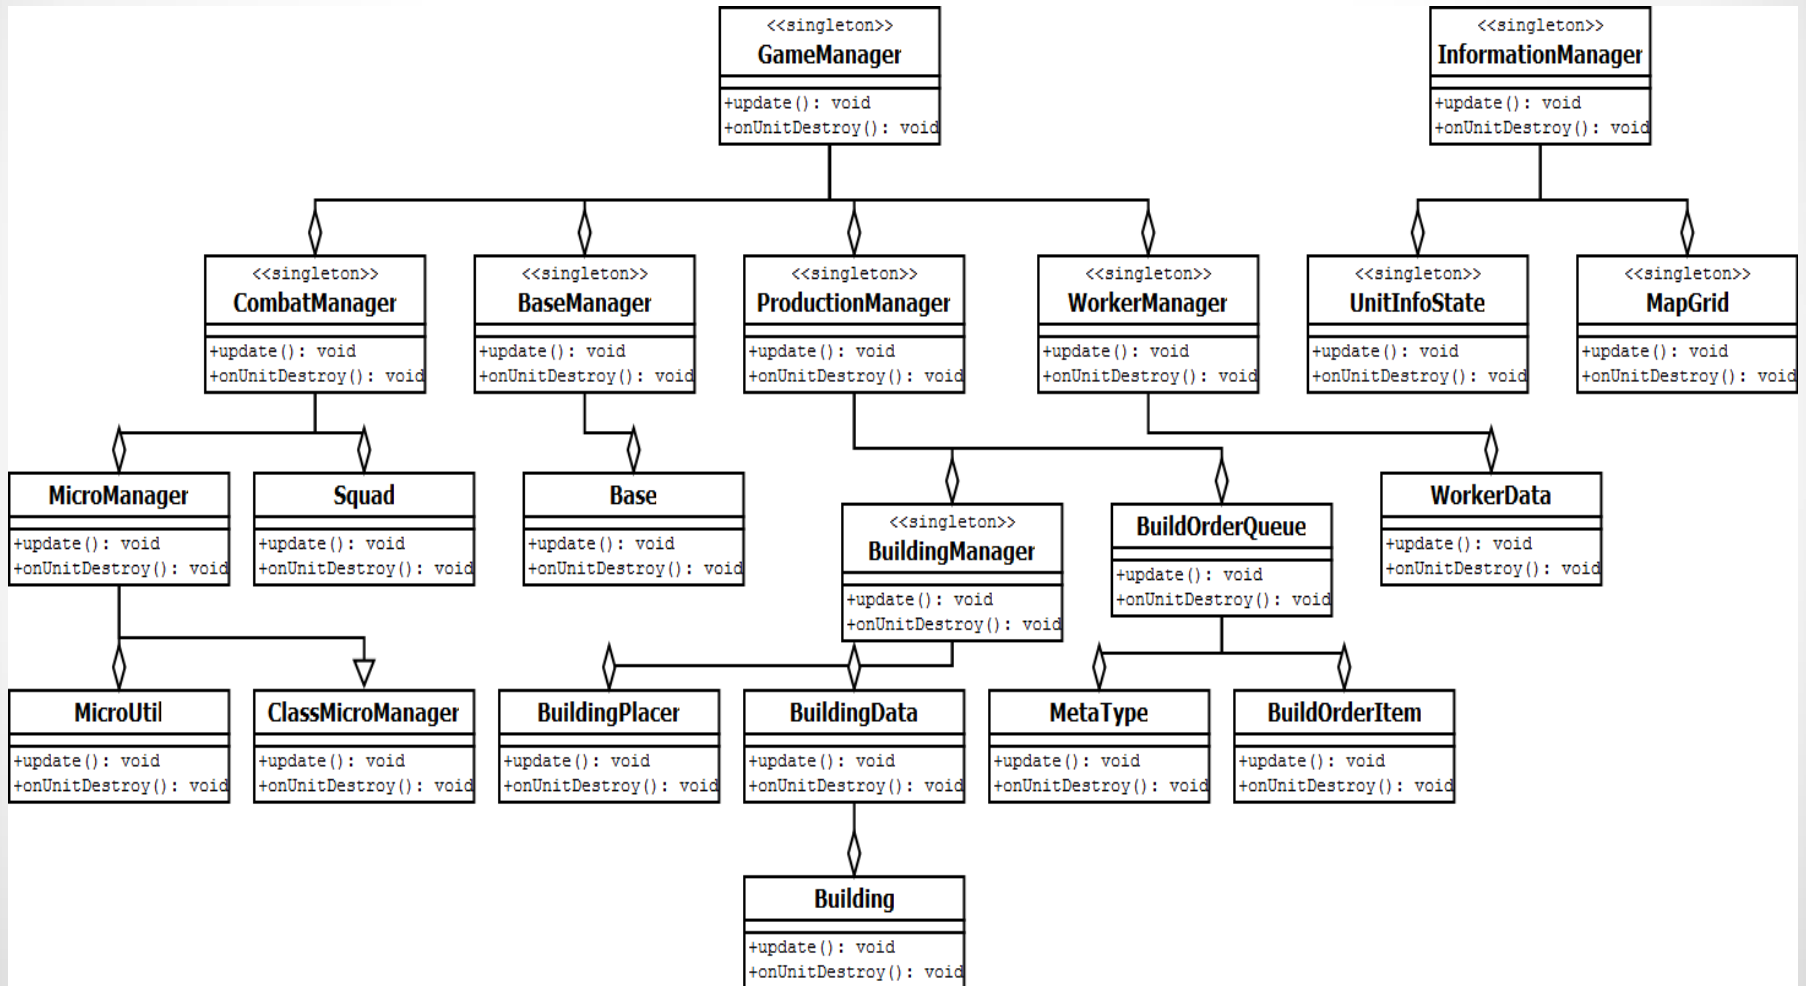 <<singleton>>
GameManager
+update(): void
+onUnitDestroy(): void
<<singleton>>
InformationManager
+update(): void
+onUnitDestroy(): void
<<singleton>>
CombatManager
+update(): void
+onUnitDestroy(): void
<<singleton>>
BaseManager
+update(): void
+onUnitDestroy(): void
<<singleton>>
ProductionManager
+update(): void
+onUnitDestroy(): void
<<singleton>>
WorkerManager
+update(): void
+onUnitDestroy(): void
<<singleton>>
UnitInfoState
+update(): void
+onUnitDestroy(): void
<<singleton>>
MapGrid
+update(): void
+onUnitDestroy(): void
MicroManager
+update(): void
+onUnitDestroy(): void
Squad
+update(): void
+onUnitDestroy(): void
Base
+update(): void
+onUnitDestroy(): void
<<singleton>>
BuildingManager
+update(): void
+onUnitDestroy(): void
BuildOrderQueue
+update(): void
+onUnitDestroy(): void
WorkerData
+update(): void
+onUnitDestroy(): void
MicroUtil
+update(): void
+onUnitDestroy(): void
ClassMicroManager
+update(): void
+onUnitDestroy(): void
BuildingPlacer
+update(): void
+onUnitDestroy(): void
BuildingData
+update(): void
+onUnitDestroy(): void
MetaType
+update(): void
+onUnitDestroy(): void
BuildOrderItem
+update(): void
+onUnitDestroy(): void
Building
+update(): void
+onUnitDestroy(): void